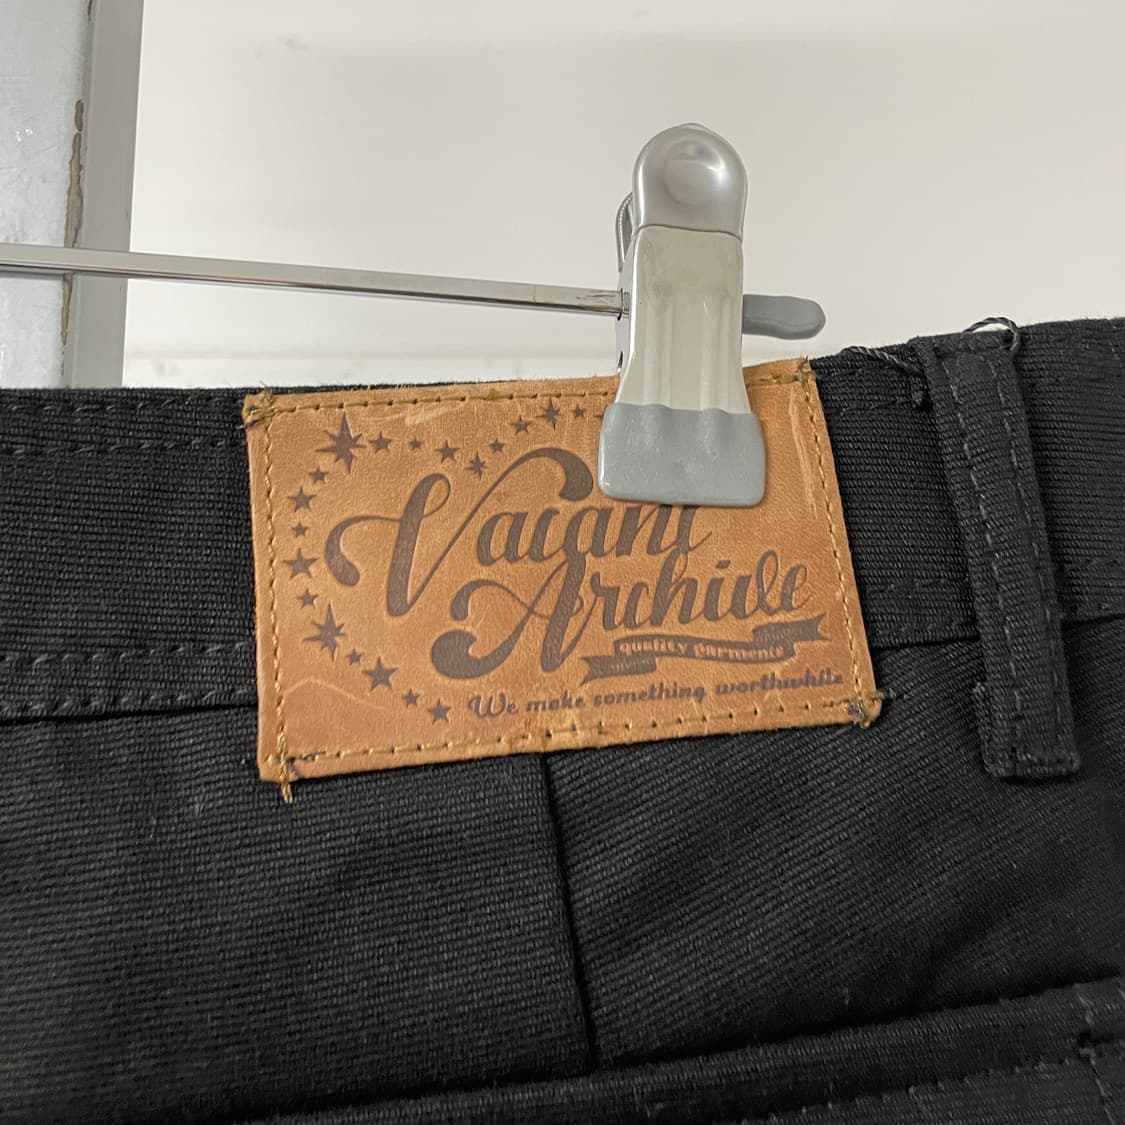 Vacant
Archive
quality garments
We make something worthwhile